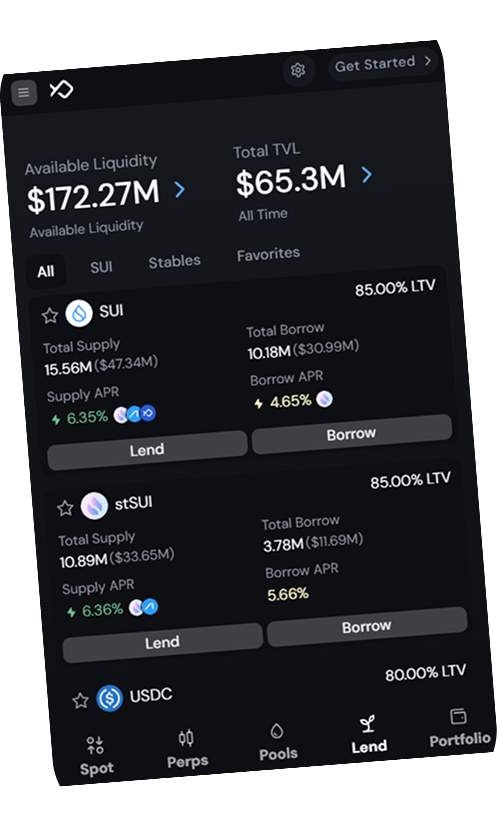 Get Started
Available Liquidity
Total TVL
$172.27M
$65.3M
Available Liquidity
All Time
All
SUI
Stables
Favorites
SUI
85.00% LTV
Total Supply
Total Borrow
15.56M ($47.34M)
10.18M ($30.99M)
Supply APR
Borrow APR
6.35%
4.65%
Lend
Borrow
stSUI
85.00% LTV
Total Supply
Total Borrow
10.89M ($33.65M)
3.78M ($11.69M)
Supply APR
Borrow APR
6.36%
5.66%
Lend
Borrow
USDC
80.00% LTV
Spot
Perps
Pools
Lend
Portfolio